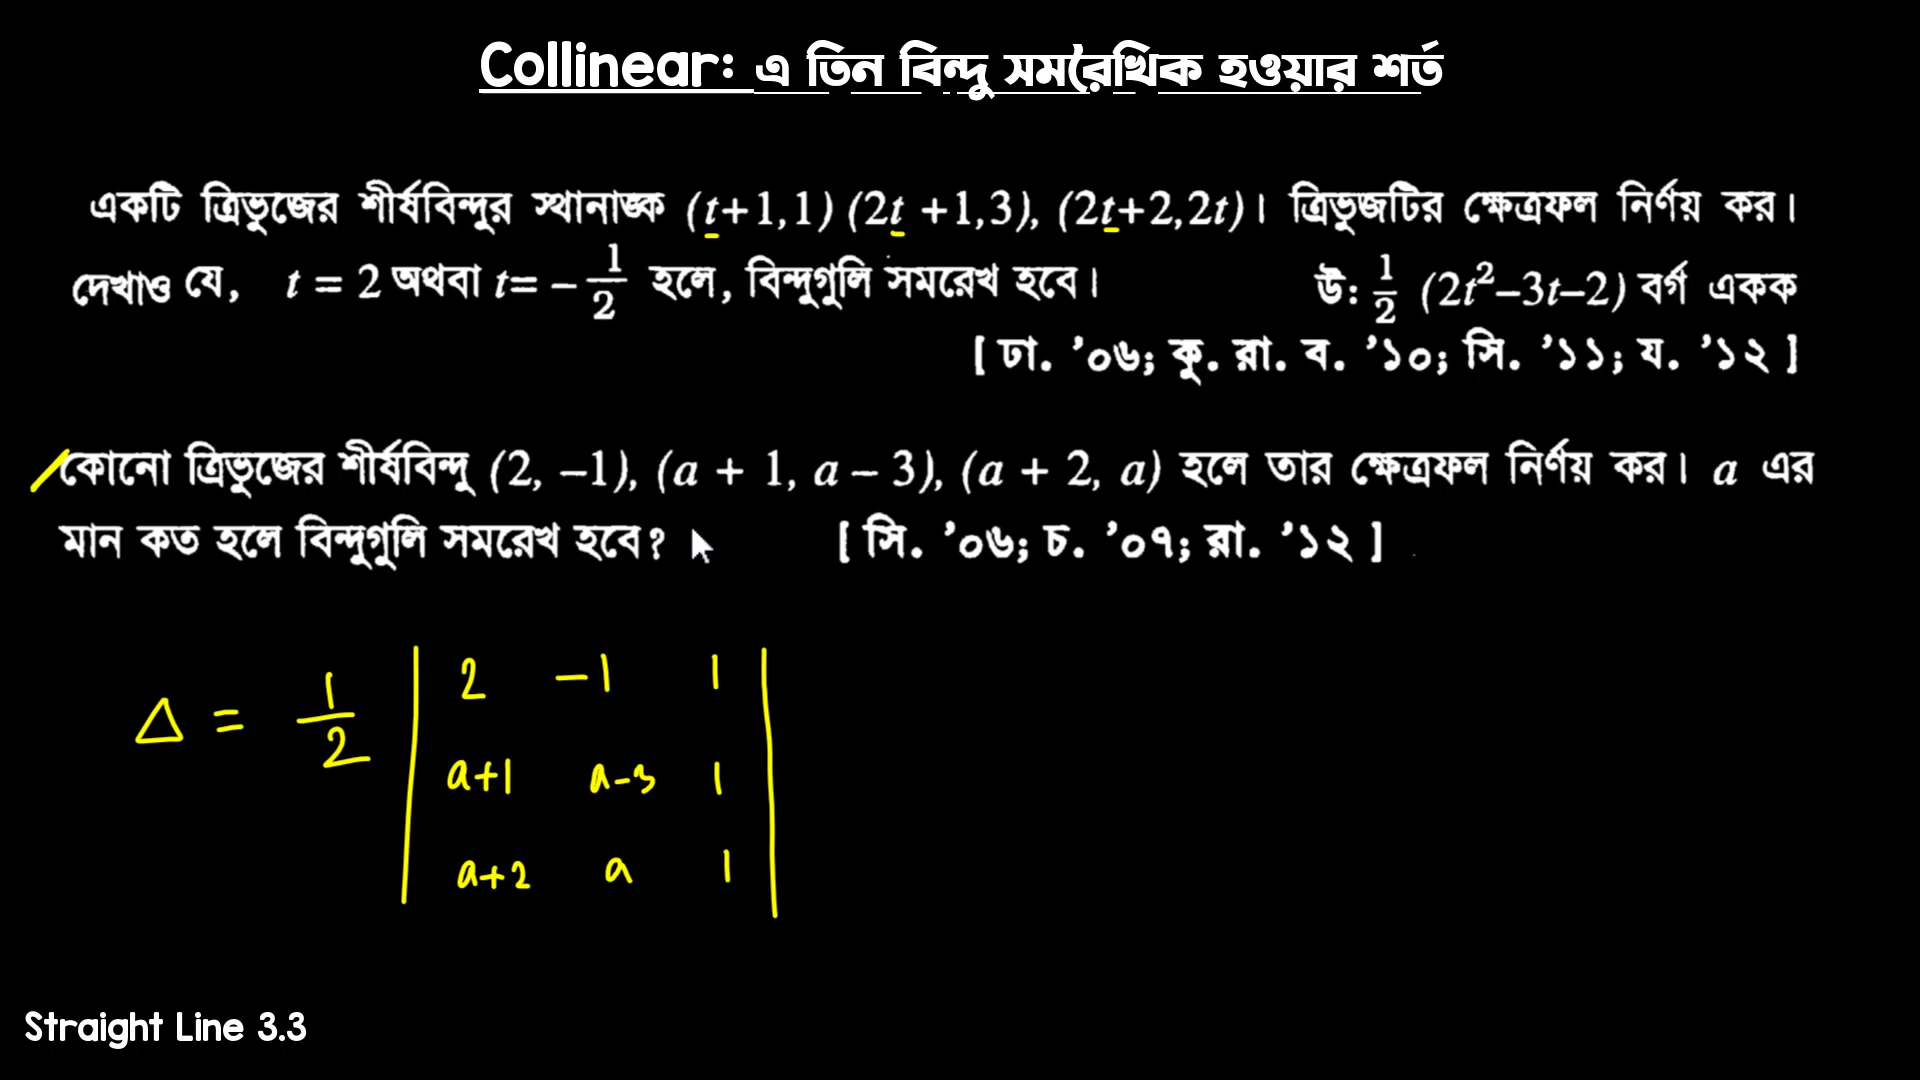 Collinear: এ তিন বিন্দু সমরৈখিক হওয়ার শর্ত
একটি ত্রিভুজের শীর্ষবিন্দুর স্থানাঙ্ক (t+1,1) (2t +1,3), (2t+2,2t)। ত্রিভুজটির ক্ষেত্রফল নির্ণয় কর।
দেখাও যে, t = 2 অথবা t= –1/2 হলে, বিন্দুগুলি সমরেখ হবে। উ: 1/2 (2t²–3t–2) বর্গ একক
[ ঢা. ’০৬; কু. রা. ব. ’১০; সি. ’১১; য. ’১২ ]
কোনো ত্রিভুজের শীর্ষবিন্দু (2, –1), (a + 1, a – 3), (a + 2, a) হলে তার ক্ষেত্রফল নির্ণয় কর। a এর
মান কত হলে বিন্দুগুলি সমরেখ হবে? [ সি. ’০৬; চ. ’০৭; রা. ’১২ ]
Δ = 1/2 | 2 -1 1 |
a+1 a-3 1
a+2 a 1
Straight Line 3.3